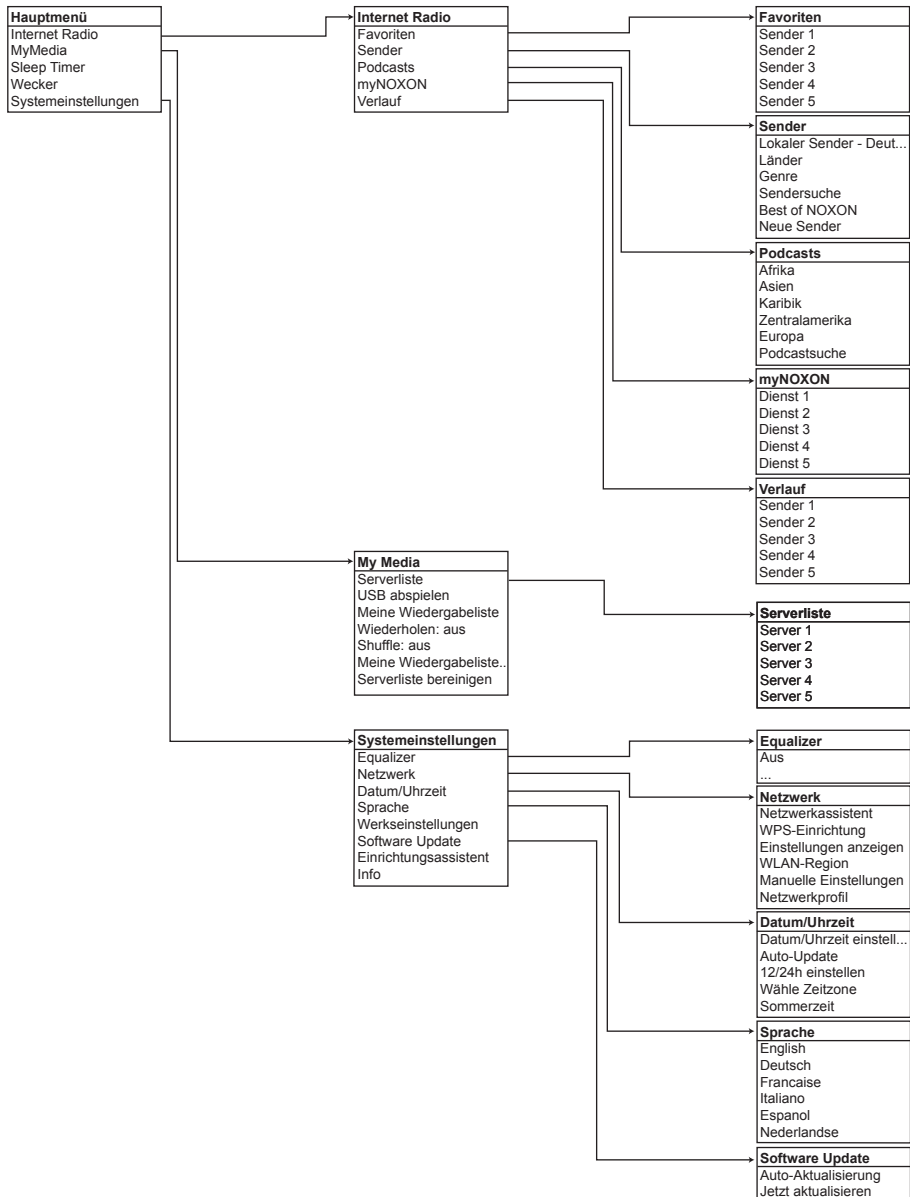 Hauptmenü
Internet Radio
MyMedia
Sleep Timer
Wecker
Systemeinstellungen
Internet Radio
Favoriten
Sender
Podcasts
myNOXON
Verlauf
Favoriten
Sender 1
Sender 2
Sender 3
Sender 4
Sender 5
Sender
Lokaler Sender - Deut...
Länder
Genre
Sendersuche
Best of NOXON
Neue Sender
Podcasts
Afrika
Asien
Karibik
Zentralamerika
Europa
Podcastsuche
myNOXON
Dienst 1
Dienst 2
Dienst 3
Dienst 4
Dienst 5
Verlauf
Sender 1
Sender 2
Sender 3
Sender 4
Sender 5
My Media
Serverliste
USB abspielen
Meine Wiedergabeliste
Wiederholen: aus
Shuffle: aus
Meine Wiedergabeliste..
Serverliste bereinigen
Serverliste
Server 1
Server 2
Server 3
Server 4
Server 5
Systemeinstellungen
Equalizer
Netzwerk
Datum/Uhrzeit
Sprache
Werkseinstellungen
Software Update
Einrichtungsassistent
Info
Equalizer
Aus
...
Netzwerk
Netzwerkassistent
WPS-Einrichtung
Einstellungen anzeigen
WLAN-Region
Manuelle Einstellungen
Netzwerkprofil
Datum/Uhrzeit
Datum/Uhrzeit einstell...
Auto-Update
12/24h einstellen
Wähle Zeitzone
Sommerzeit
Sprache
English
Deutsch
Francaise
Italiano
Espanol
Nederlandse
Software Update
Auto-Aktualisierung
Jetzt aktualisieren